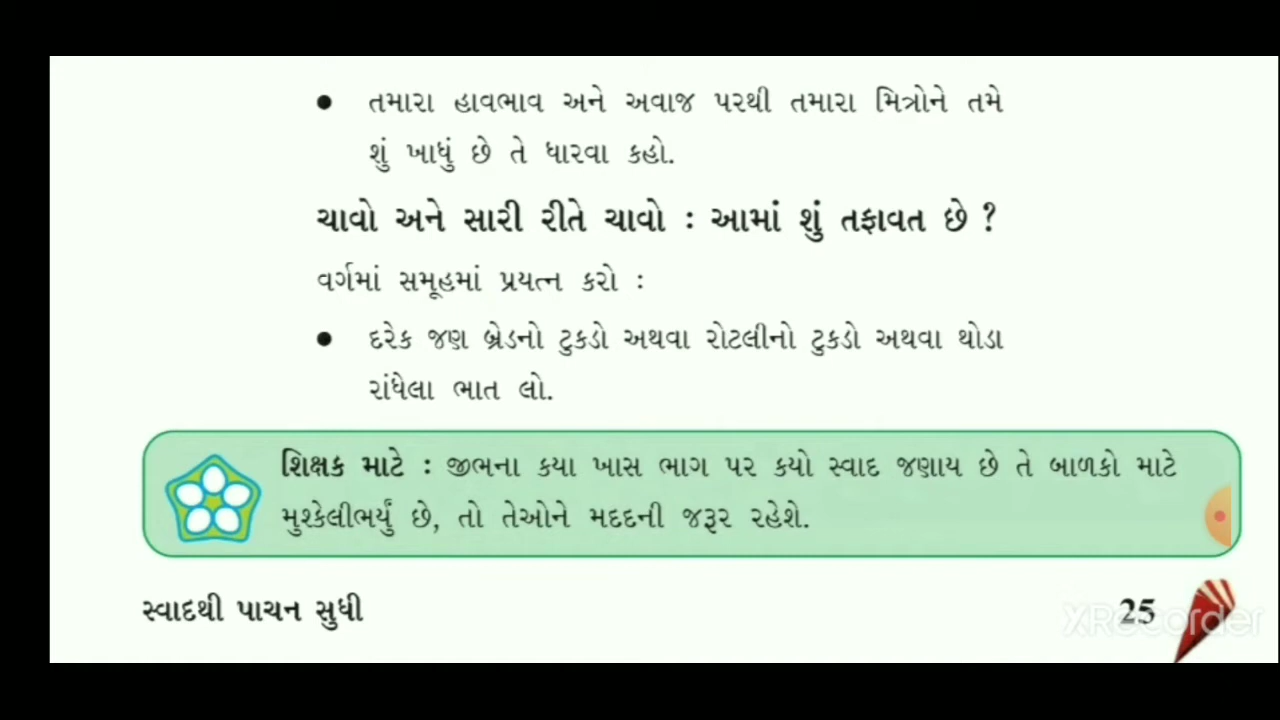 ● તમારા હાવભાવ અને અવાજ પરથી તમારા મિત્રોને તમે
શું ખાધું છે તે ધારવા કહો.
ચાવો અને સારી રીતે ચાવો : આમાં શું તફાવત છે ?
વર્ગમાં સમૂહમાં પ્રયત્ન કરો :
● દરેક જણ બ્રેડનો ટુકડો અથવા રોટલીનો ટુકડો અથવા થોડા
રાંધેલા ભાત લો.
શિક્ષક માટે : જીભના કયા ખાસ ભાગ પર કયો સ્વાદ જણાય છે તે બાળકો માટે
મુશ્કેલીભર્યું છે, તો તેઓને મદદની જરૂર રહેશે.
સ્વાદથી પાચન સુધી 25
XRecorder